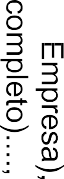 Empresa),
completo)....,